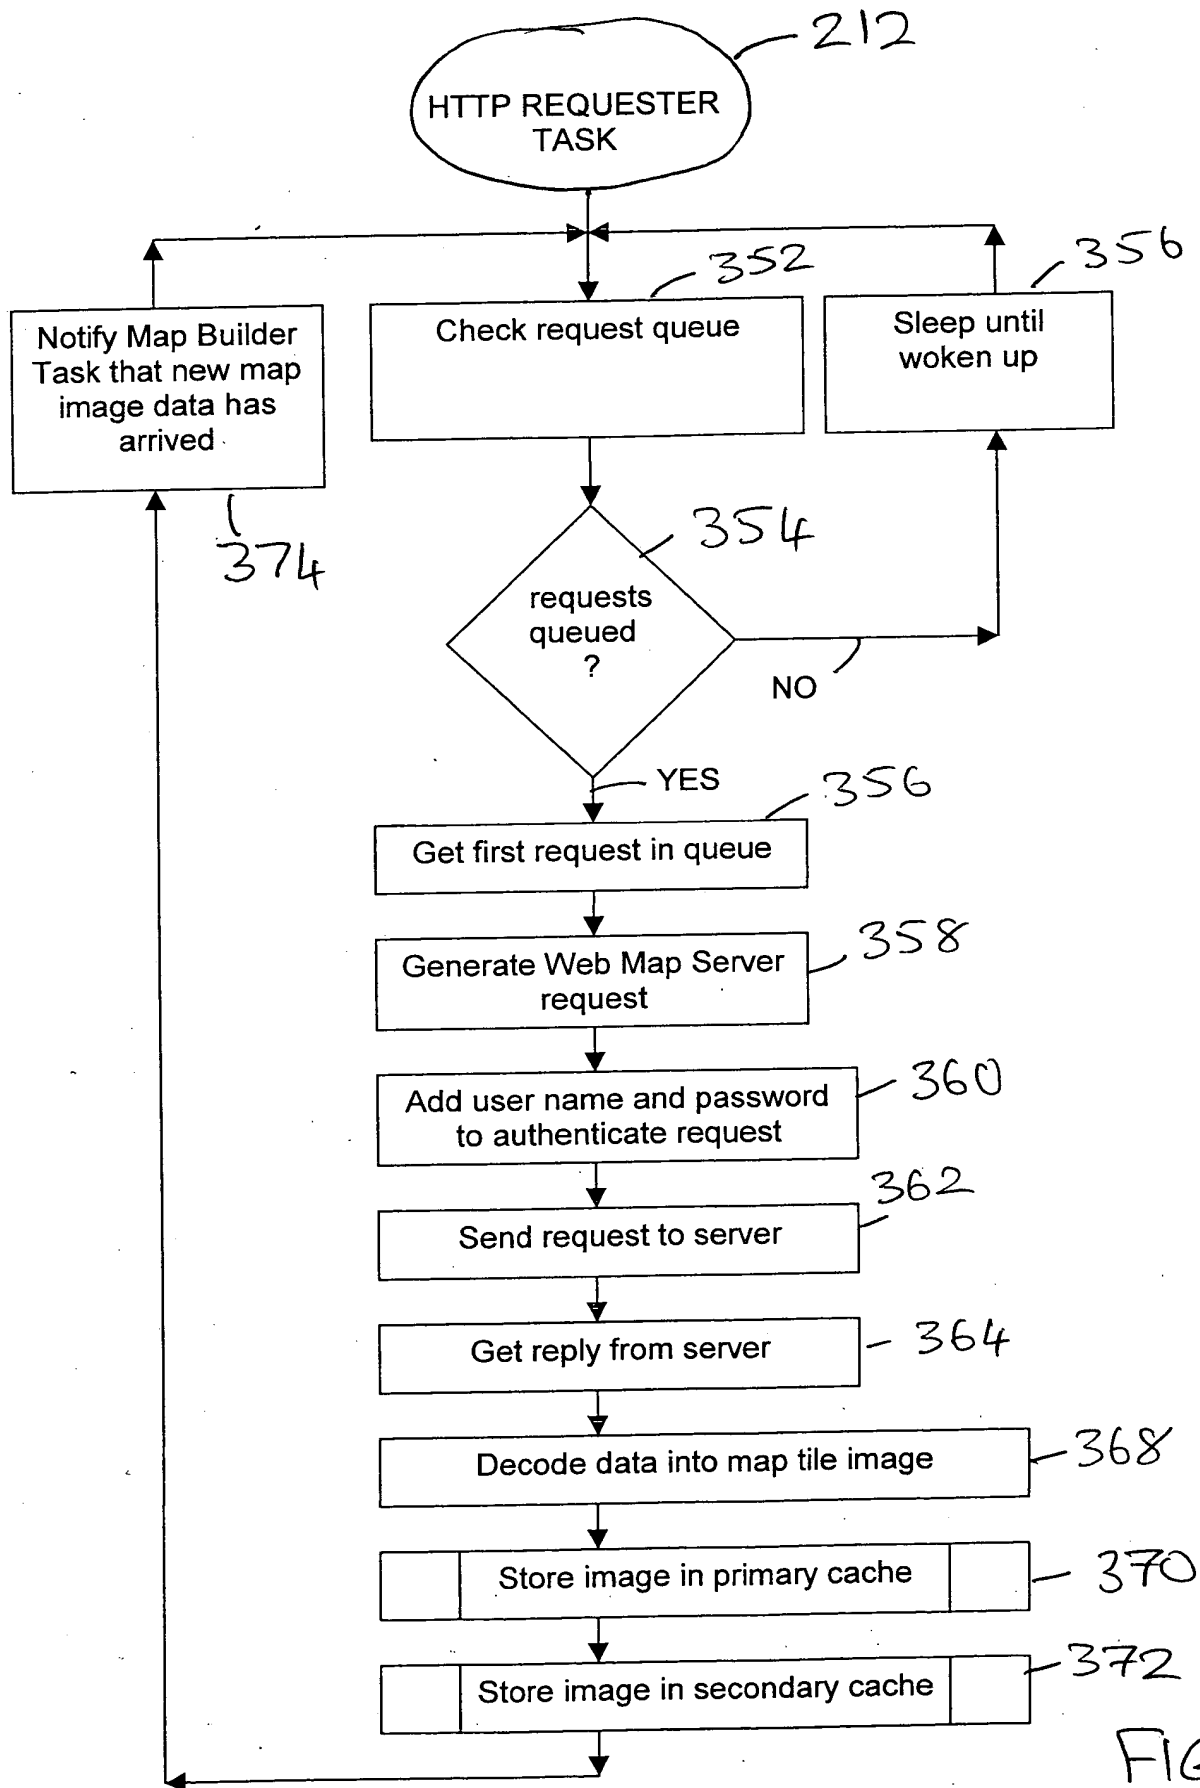 212
HTTP REQUESTER
TASK
352
356
Notify Map Builder
Task that new map
image data has
arrived
Check request queue
Sleep until
woken up
374
354
requests
queued
?
NO
YES
356
Get first request in queue
358
Generate Web Map Server
request
360
Add user name and password
to authenticate request
362
Send request to server
Get reply from server
364
Decode data into map tile image
368
Store image in primary cache
370
Store image in secondary cache
372